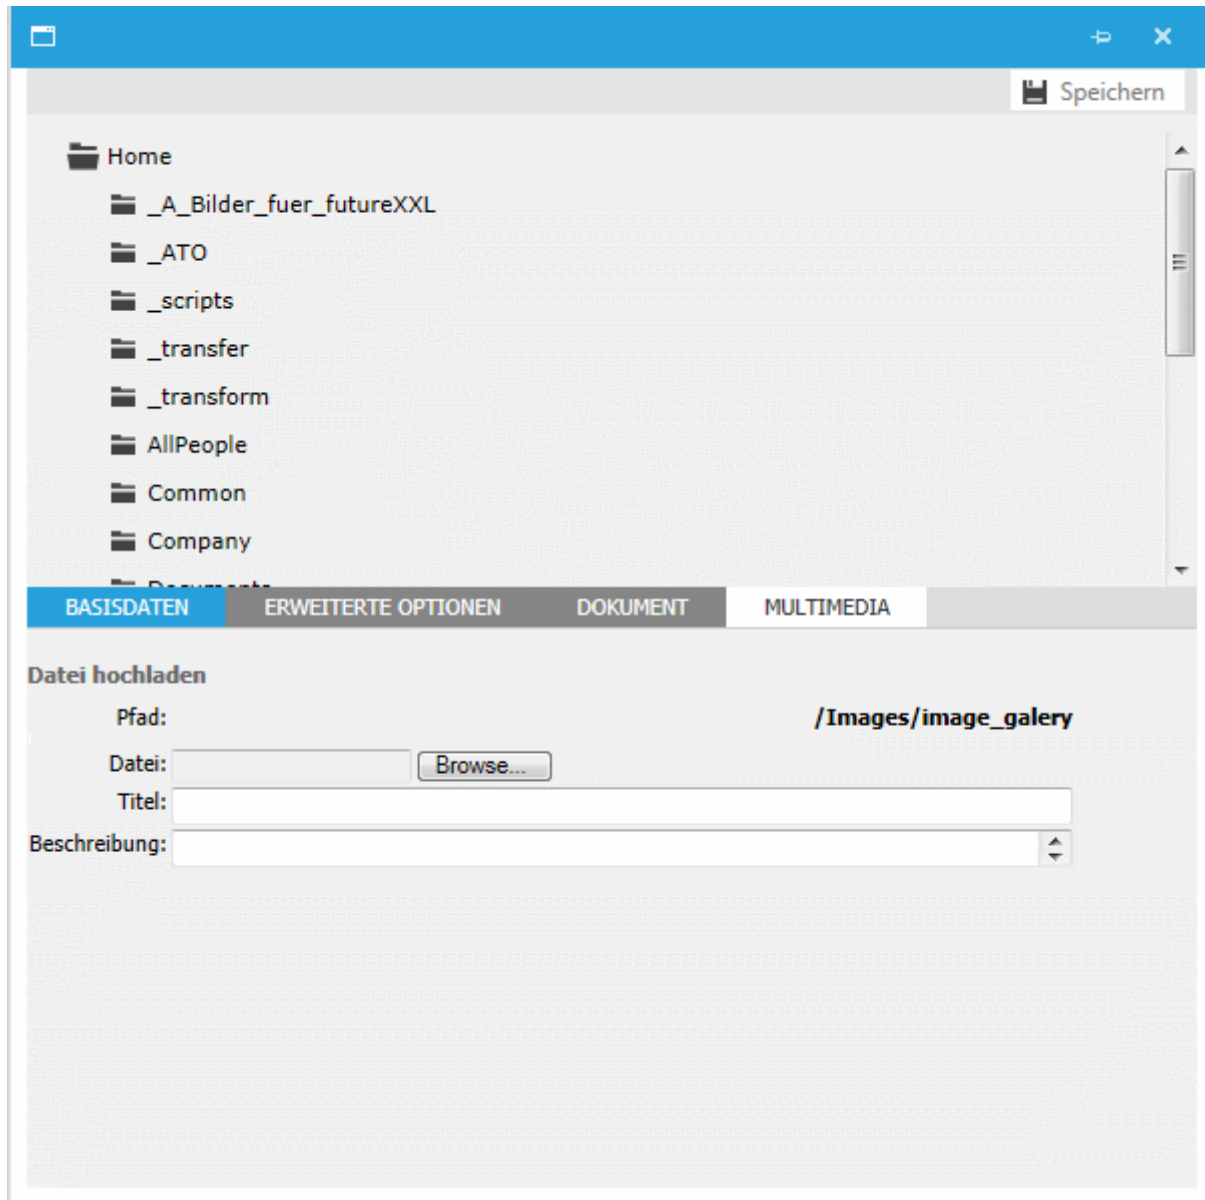 Speichern
Home
_A_Bilder_fuer_futureXXL
_ATO
_scripts
_transfer
_transform
AllPeople
Common
Company
Documents
BASISDATEN ERWEITERTE OPTIONEN DOKUMENT MULTIMEDIA
Datei hochladen
Pfad: /Images/image_galery
Datei: Browse...
Titel:
Beschreibung: